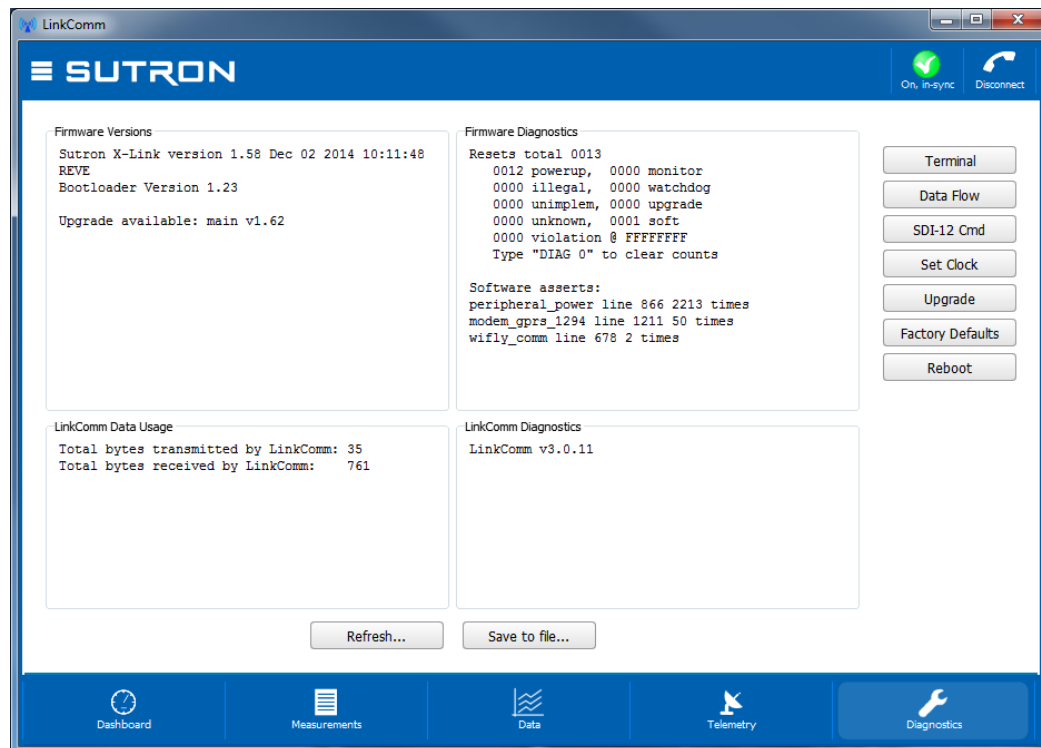 LinkComm
SUTRON
On, in-sync
Disconnect
Firmware Versions
Sutron X-Link version 1.58 Dec 02 2014 10:11:48
REVE
Bootloader Version 1.23
Upgrade available: main v1.62
Firmware Diagnostics
Resets total 0013
0012 powerup, 0000 monitor
0000 illegal, 0000 watchdog
0000 unimplem, 0000 upgrade
0000 unknown, 0001 soft
0000 violation @ FFFFFFFF
Type "DIAG 0" to clear counts
Software asserts:
peripheral_power line 866 2213 times
modem_gprs_1294 line 1211 50 times
wifly_comm line 678 2 times
Terminal
Data Flow
SDI-12 Cmd
Set Clock
Upgrade
Factory Defaults
Reboot
LinkComm Data Usage
Total bytes transmitted by LinkComm: 35
Total bytes received by LinkComm: 761
LinkComm Diagnostics
LinkComm v3.0.11
Refresh...
Save to file...
Dashboard
Measurements
Data
Telemetry
Diagnostics